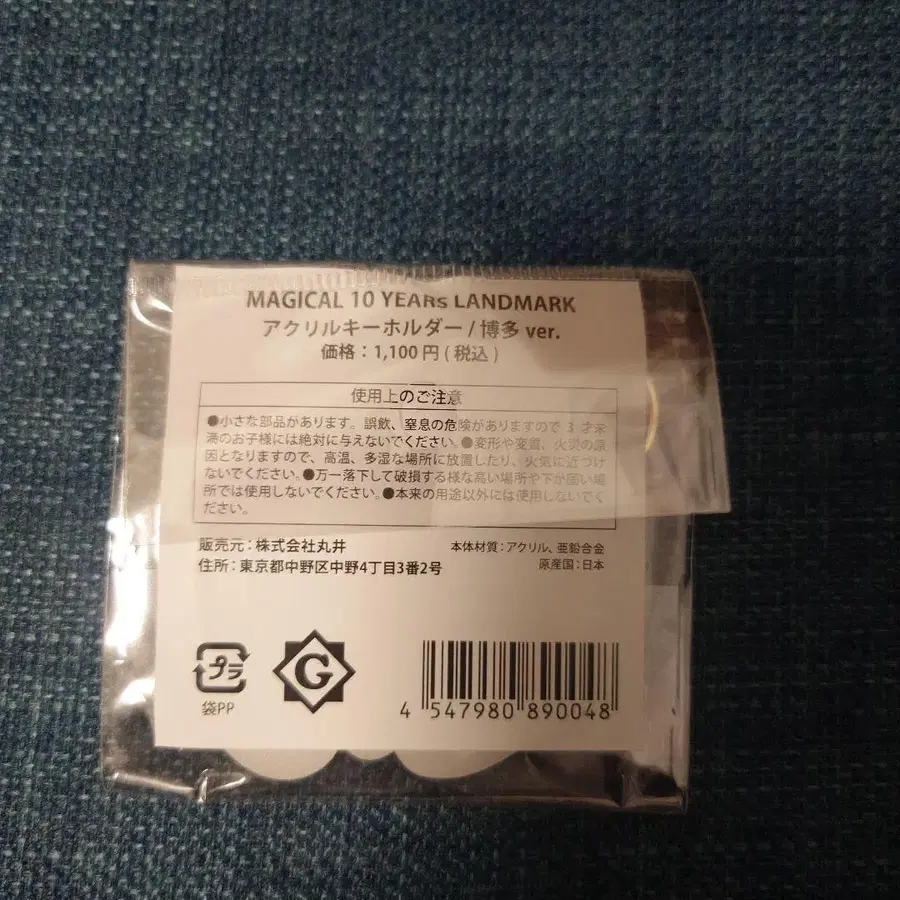 MAGICAL 10 YEARs LANDMARK
アクリルキーホルダー / 博多 ver.
価格：1,100円 ( 税込 )
使用上のご注意
●小さな部品があります。誤飲、窒息の危険がありますので 3 才未
満のお子様には絶対に与えないでください。●変形や変質、火災の原
因となりますので、高温、多湿な場所に放置したり、火気に近づけ
ないでください。●万一落下して破損する様な高い場所や下が固い場
所では使用しないでください。●本来の用途以外には使用しないでく
ださい。
販売元：株式会社丸井
住所：東京都中野区中野4丁目3番2号
本体材質：アクリル、亜鉛合金
原産国：日本
プラ
袋PP
G
4 547980 890048